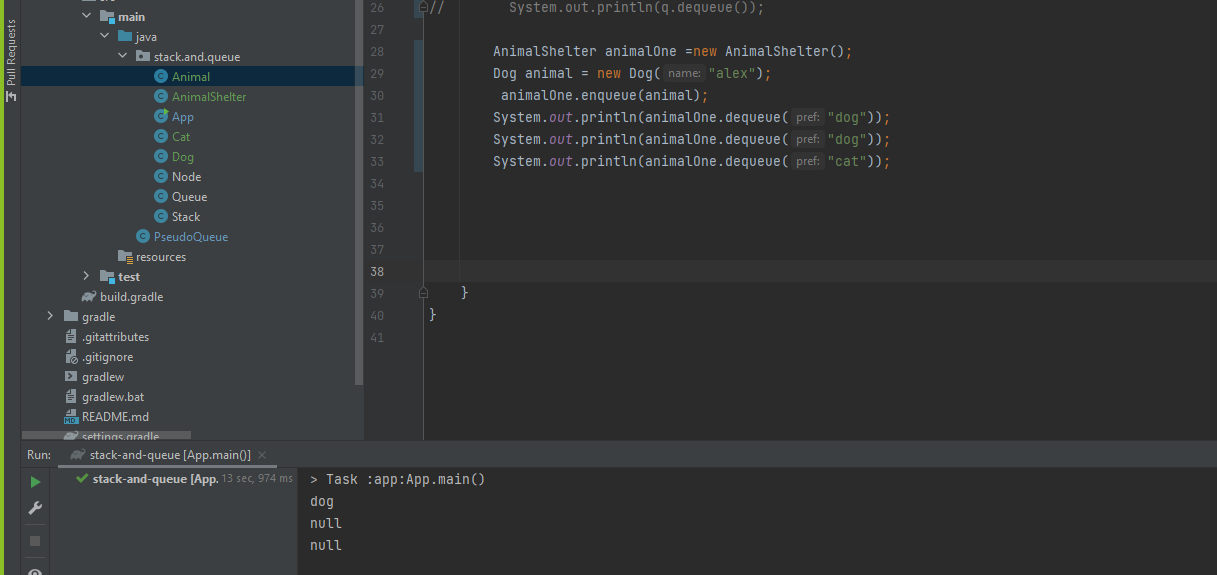 Pull Requests
main
java
stack.and.queue
Animal
AnimalShelter
App
Cat
Dog
Node
Queue
Stack
PseudoQueue
resources
test
build.gradle
gradle
.gitattributes
.gitignore
gradlew
gradlew.bat
README.md
settings.gradle
26 // System.out.println(q.dequeue());
27
28 AnimalShelter animalOne =new AnimalShelter();
29 Dog animal = new Dog( name: "alex");
30 animalOne.enqueue(animal);
31 System.out.println(animalOne.dequeue( pref: "dog"));
32 System.out.println(animalOne.dequeue( pref: "dog"));
33 System.out.println(animalOne.dequeue( pref: "cat"));
34
35
36
37
38
39 }
40 }
41
Run: stack-and-queue [App.main()] ×
stack-and-queue [App. 13 sec, 974 ms
> Task :app:App.main()
dog
null
null